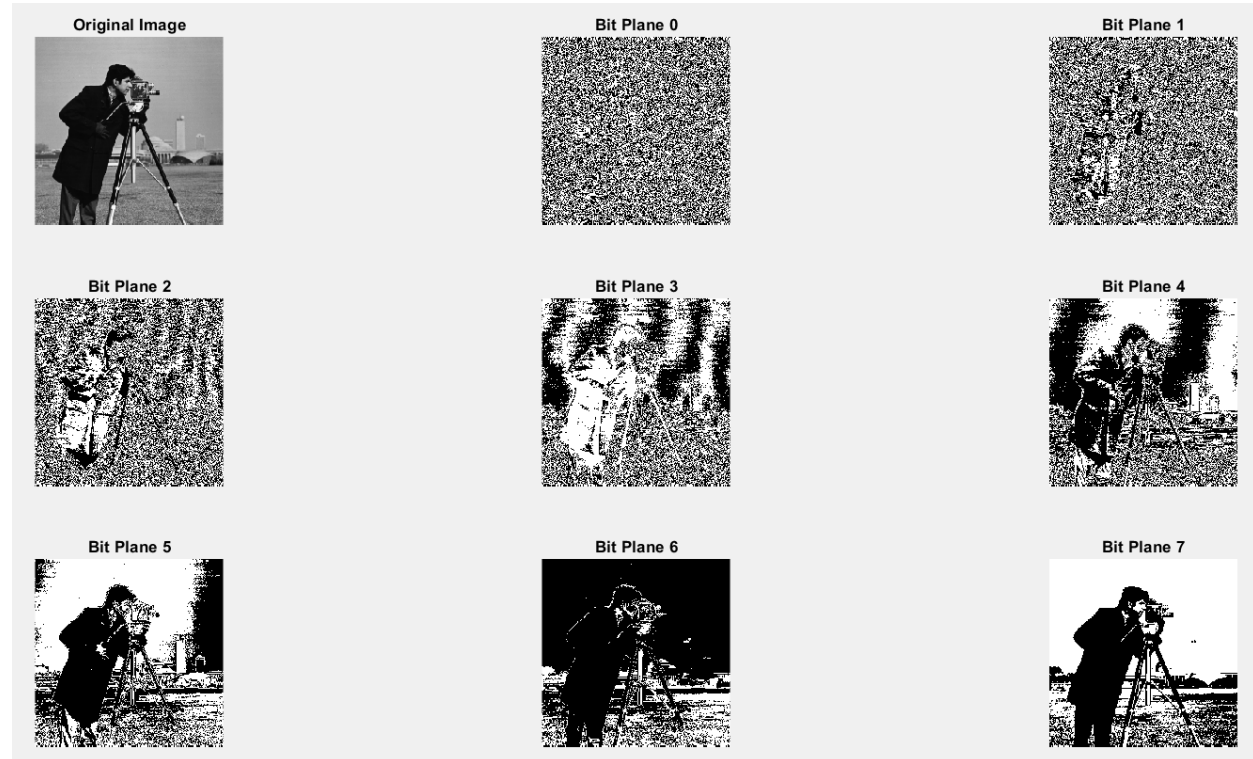 Original Image
Bit Plane 0
Bit Plane 1
Bit Plane 2
Bit Plane 3
Bit Plane 4
Bit Plane 5
Bit Plane 6
Bit Plane 7